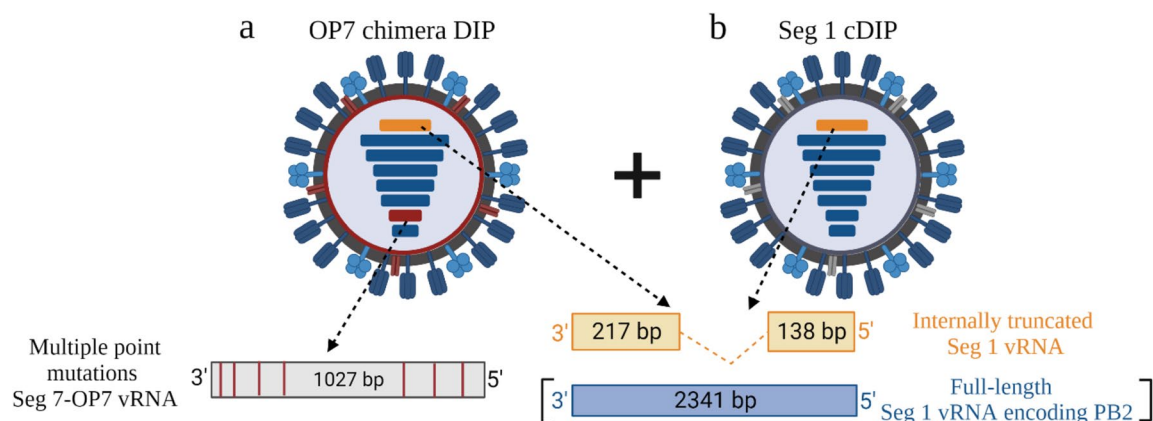 a OP7 chimera DIP
b Seg 1 cDIP
+
3' 217 bp 138 bp 5'
Internally truncated
Seg 1 vRNA
Multiple point
mutations
Seg 7-OP7 vRNA
3' 1027 bp 5'
[ 3' 2341 bp 5'
Full-length
Seg 1 vRNA encoding PB2 ]